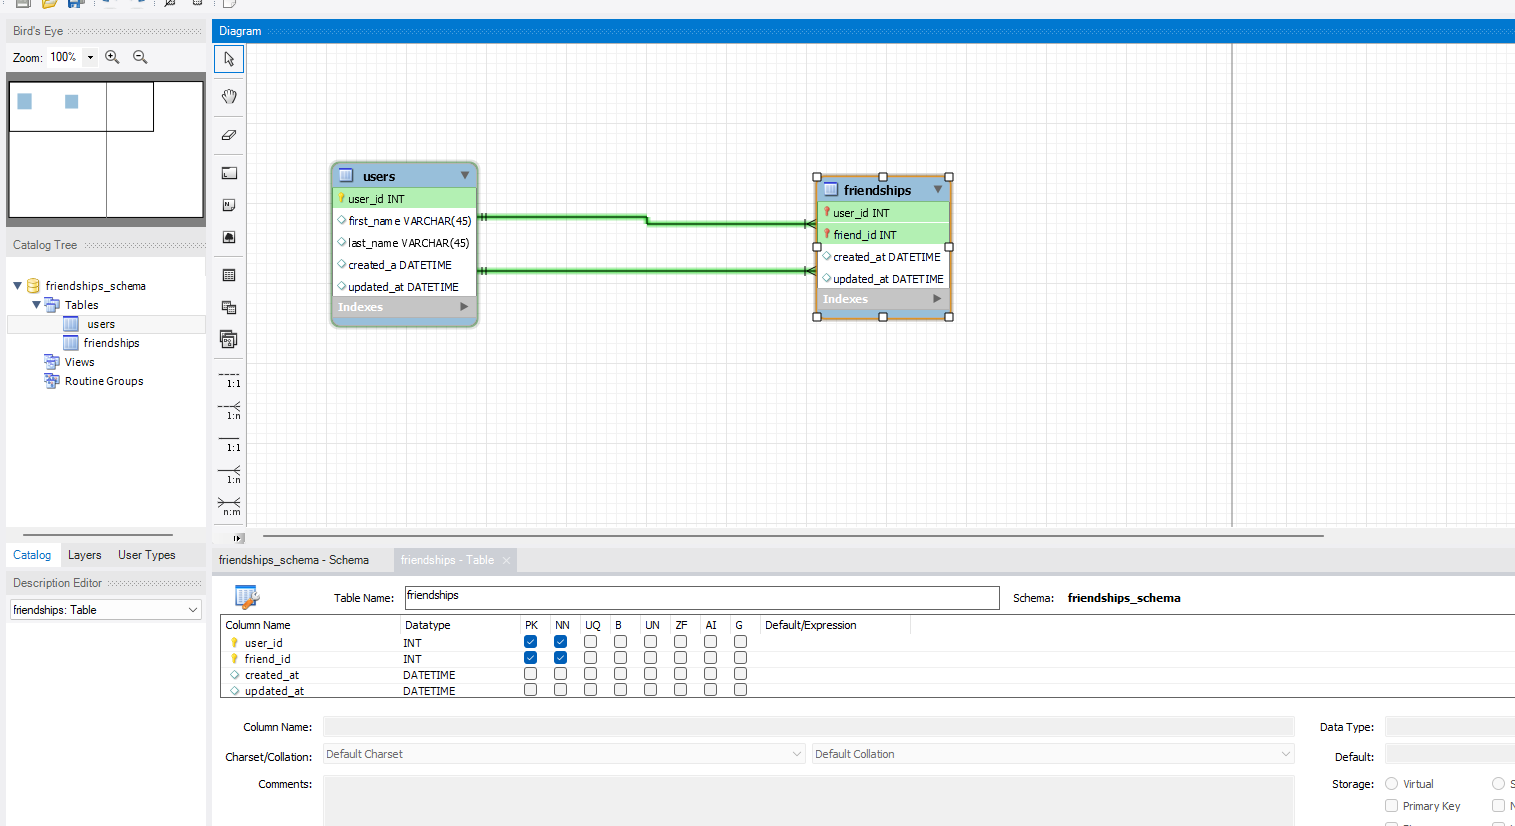 Bird's Eye
Zoom: 100%
Diagram
users
user_id INT
first_name VARCHAR(45)
last_name VARCHAR(45)
created_a DATETIME
updated_at DATETIME
Indexes
friendships
user_id INT
friend_id INT
created_at DATETIME
updated_at DATETIME
Indexes
1:1
1:n
1:1
1:n
n:m
Catalog Tree
friendships_schema
Tables
users
friendships
Views
Routine Groups
Catalog Layers User Types
Description Editor
friendships: Table
friendships_schema - Schema friendships - Table
Table Name: friendships Schema: friendships_schema
Column Name Datatype PK NN UQ B UN ZF AI G Default/Expression
user_id INT
friend_id INT
created_at DATETIME
updated_at DATETIME
Column Name: Data Type:
Charset/Collation: Default Charset Default Collation Default:
Comments: Storage: Virtual S
Primary Key N